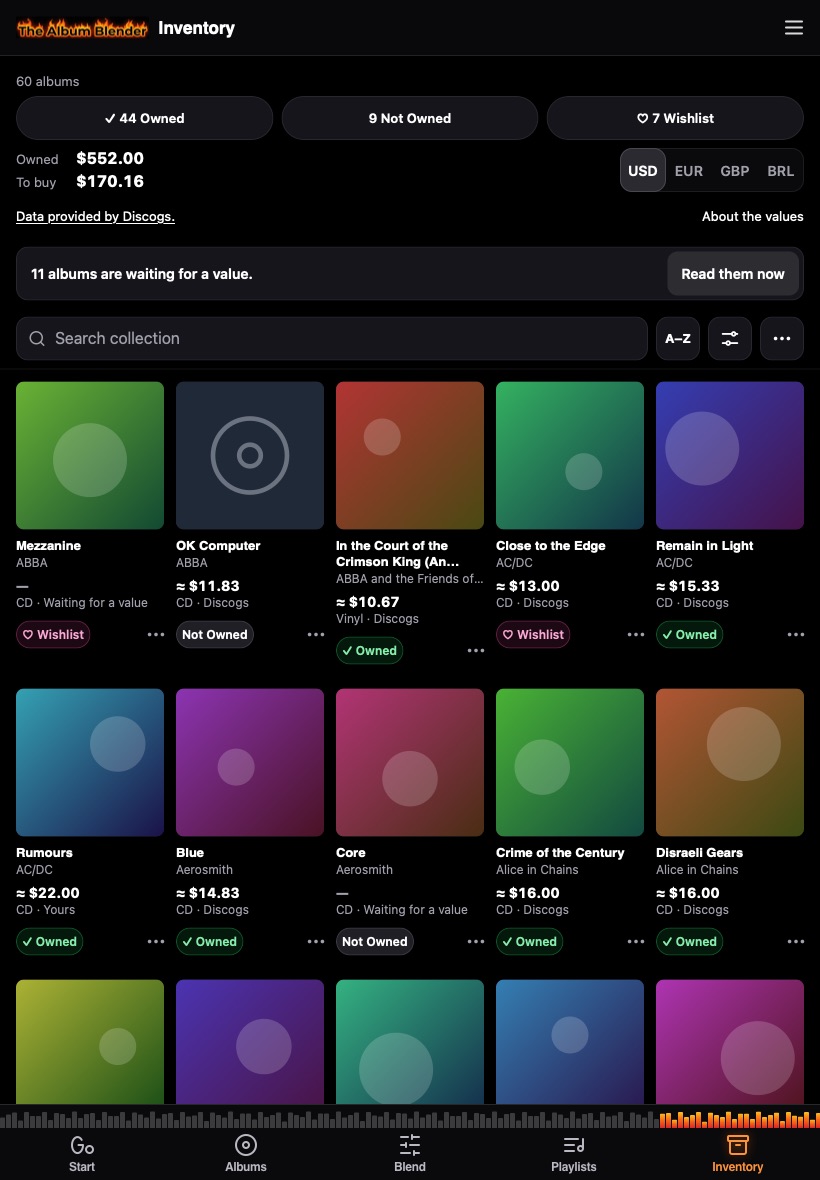 The Album Blender Inventory
60 albums
✓ 44 Owned
9 Not Owned
♡ 7 Wishlist
Owned $552.00
To buy $170.16
USD EUR GBP BRL
Data provided by Discogs.
About the values
11 albums are waiting for a value.
Read them now
Search collection
A–Z
Mezzanine
ABBA
—
CD · Waiting for a value
♡ Wishlist
OK Computer
ABBA
≈ $11.83
CD · Discogs
Not Owned
In the Court of the
Crimson King (An...
ABBA and the Friends of...
≈ $10.67
Vinyl · Discogs
✓ Owned
Close to the Edge
AC/DC
≈ $13.00
CD · Discogs
♡ Wishlist
Remain in Light
AC/DC
≈ $15.33
CD · Discogs
✓ Owned
Rumours
AC/DC
≈ $22.00
CD · Yours
✓ Owned
Blue
Aerosmith
≈ $14.83
CD · Discogs
✓ Owned
Core
Aerosmith
—
CD · Waiting for a value
Not Owned
Crime of the Century
Alice in Chains
≈ $16.00
CD · Discogs
✓ Owned
Disraeli Gears
Alice in Chains
≈ $16.00
CD · Discogs
✓ Owned
Start
Albums
Blend
Playlists
Inventory